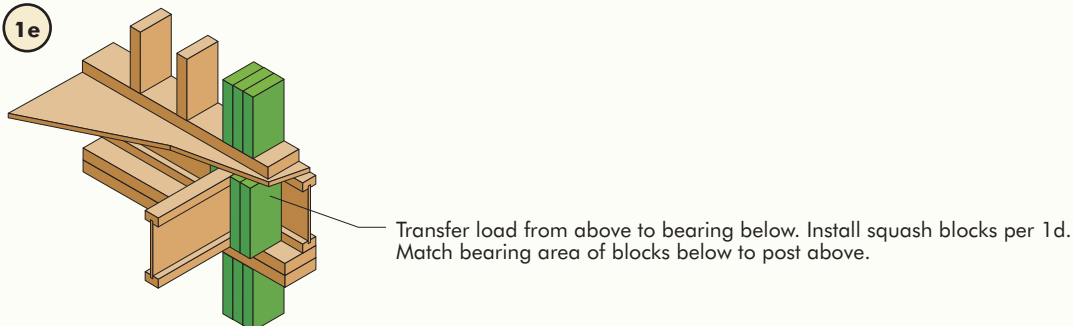 1e
Transfer load from above to bearing below. Install squash blocks per 1d.
Match bearing area of blocks below to post above.